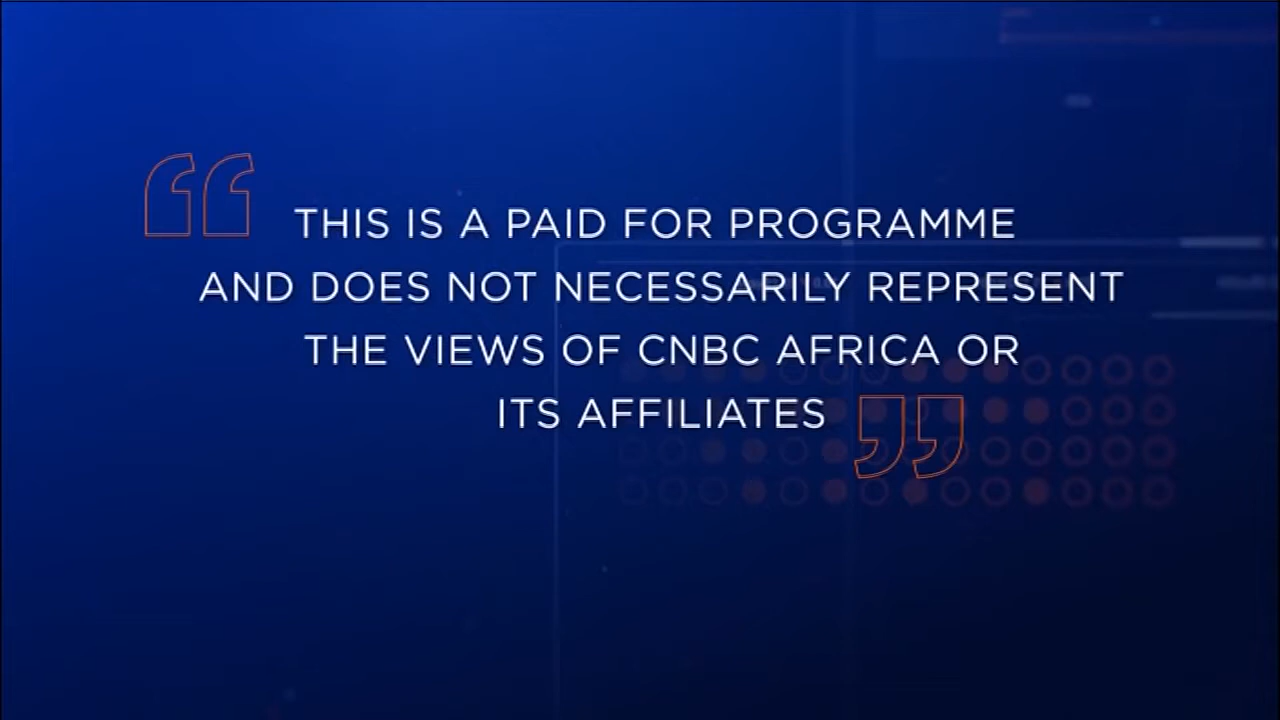 THIS IS A PAID FOR PROGRAMME
AND DOES NOT NECESSARILY REPRESENT
THE VIEWS OF CNBC AFRICA OR
ITS AFFILIATES